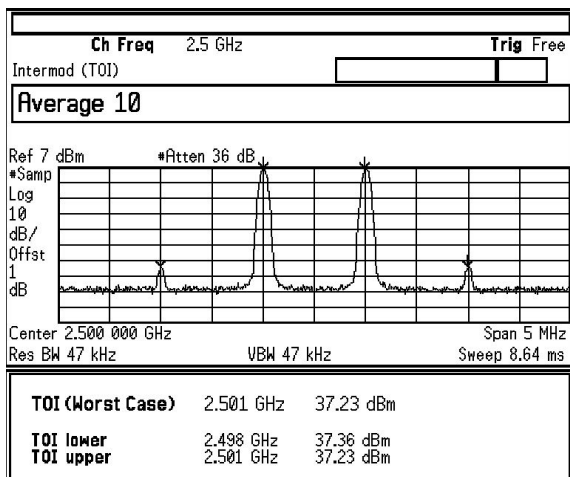 Ch Freq 2.5 GHz Trig Free
Intermod (TOI)
Average 10
Ref 7 dBm #Atten 36 dB
#Samp
Log
10
dB/
Offst
1
dB
Center 2.500 000 GHz Span 5 MHz
Res BW 47 kHz VBW 47 kHz Sweep 8.64 ms
TOI (Worst Case) 2.501 GHz 37.23 dBm
TOI lower 2.498 GHz 37.36 dBm
TOI upper 2.501 GHz 37.23 dBm